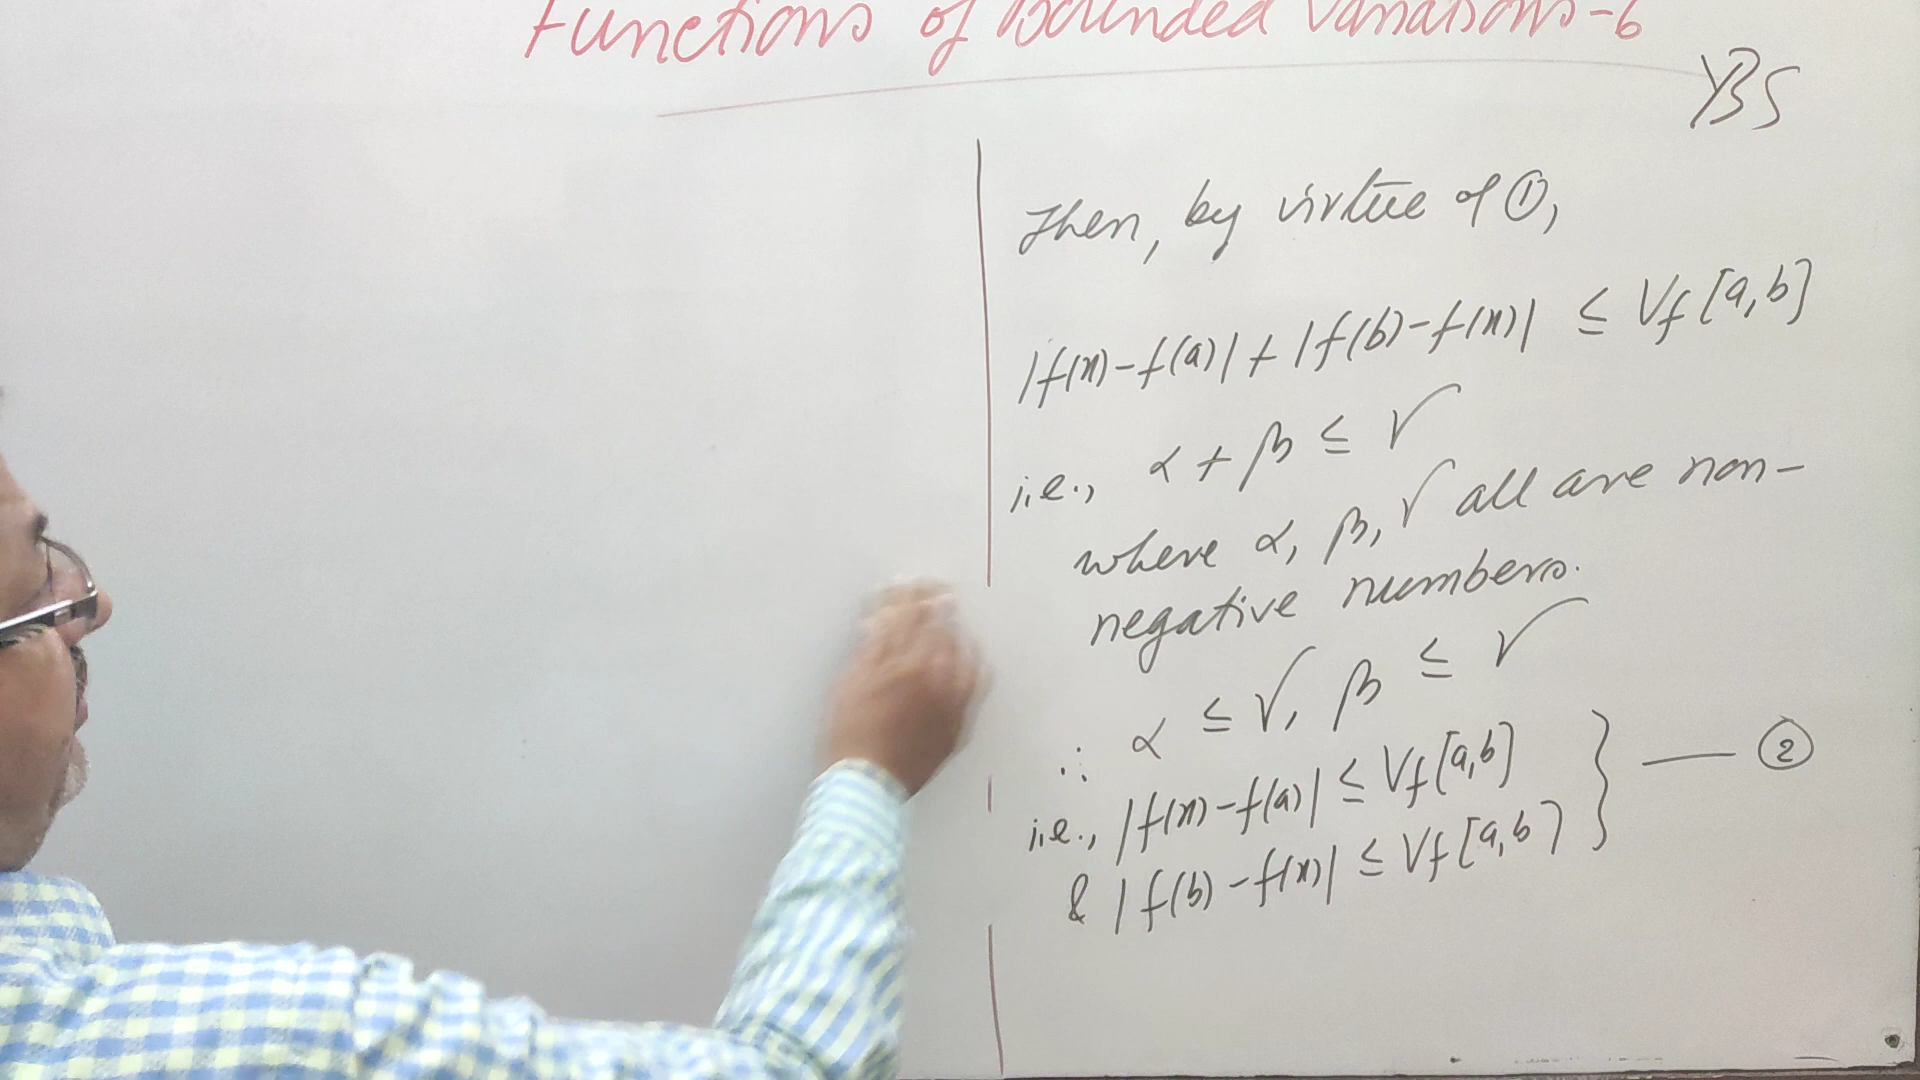 Functions of Bounded Variations-6
YBS
Then, by virtue of ①,
|f(x)-f(a)| + |f(b)-f(x)| ≤ Vf [a,b]
i.e., α + β ≤ γ
where α, β, γ all are non-
negative numbers.
∴ α ≤ γ, β ≤ γ
i.e., |f(x)-f(a)| ≤ Vf[a,b] } — ②
& |f(b)-f(x)| ≤ Vf[a,b]